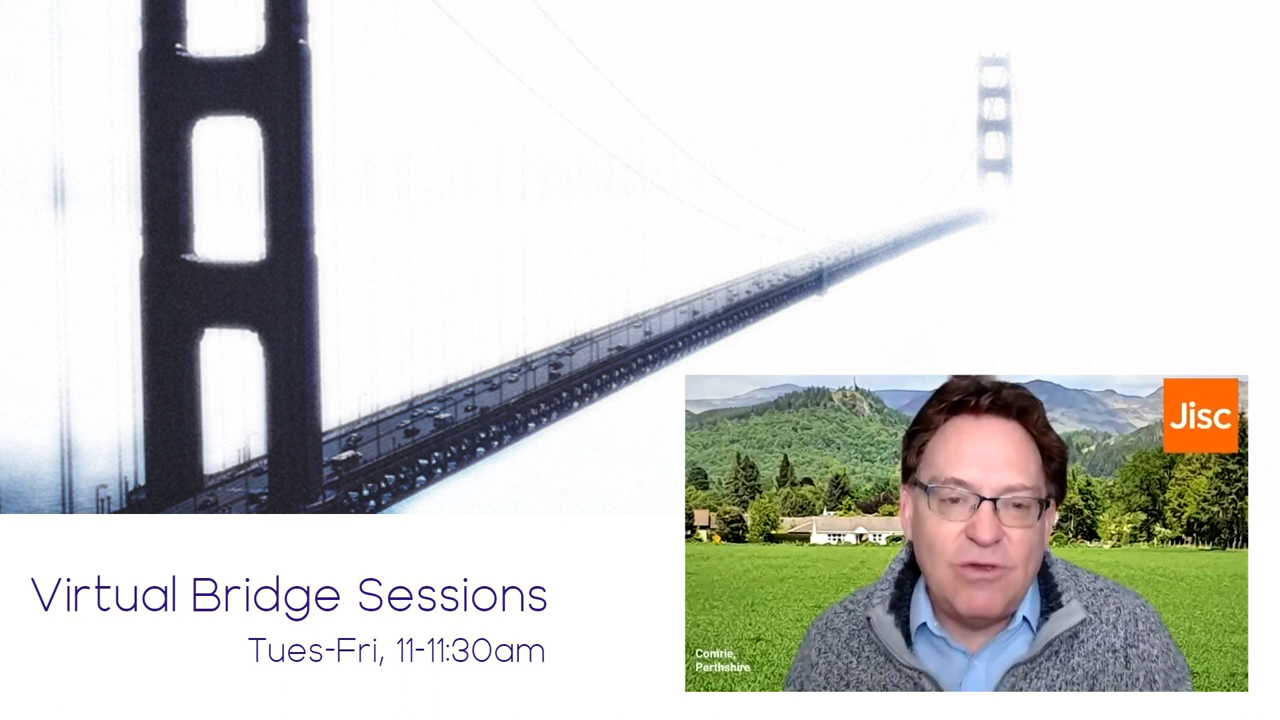 Jisc
Virtual Bridge Sessions
Tues-Fri, 11-11:30am
Comrie,
Perthshire